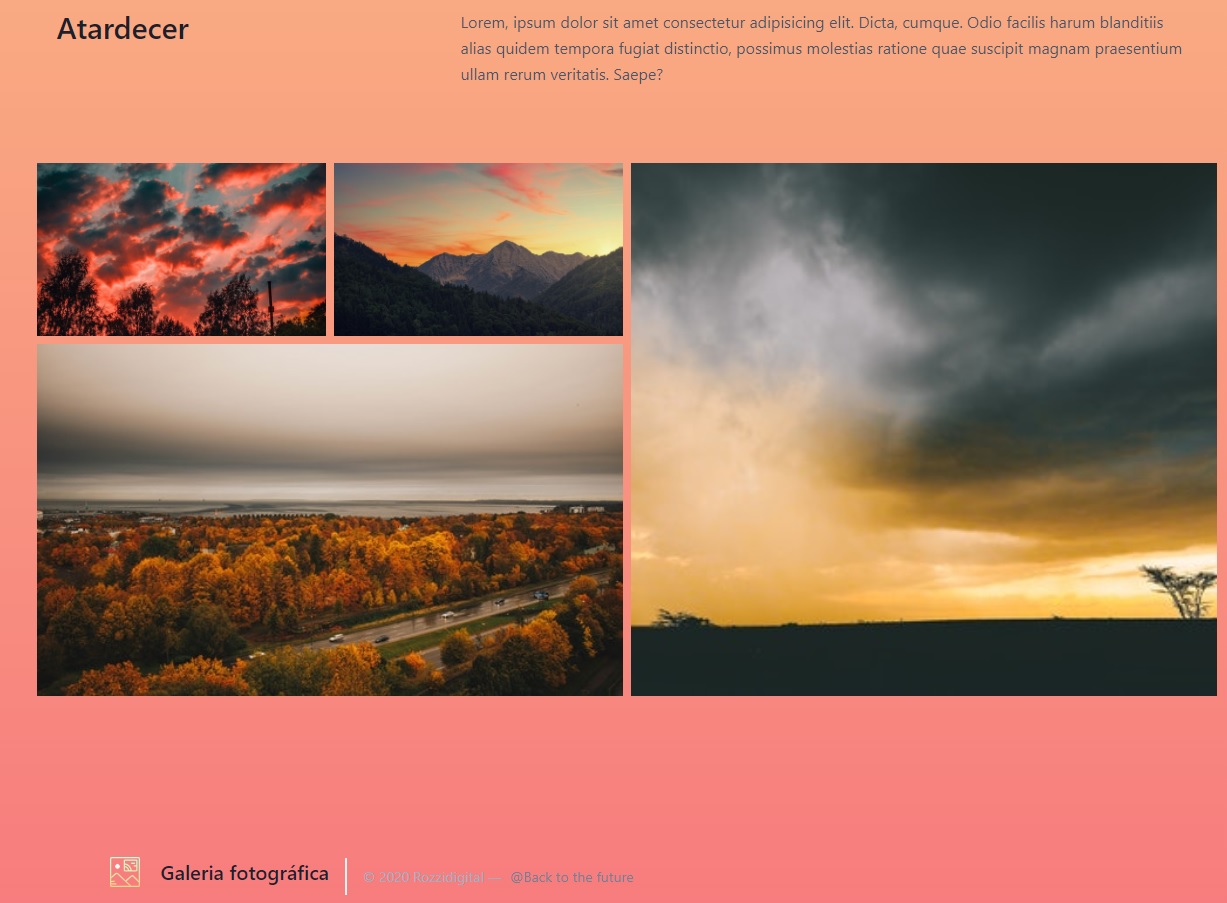 Atardecer
Lorem, ipsum dolor sit amet consectetur adipisicing elit. Dicta, cumque. Odio facilis harum blanditiis
alias quidem tempora fugiat distinctio, possimus molestias ratione quae suscipit magnam praesentium
ullam rerum veritatis. Saepe?
Galeria fotográfica
© 2020 Rozzidigital — @Back to the future